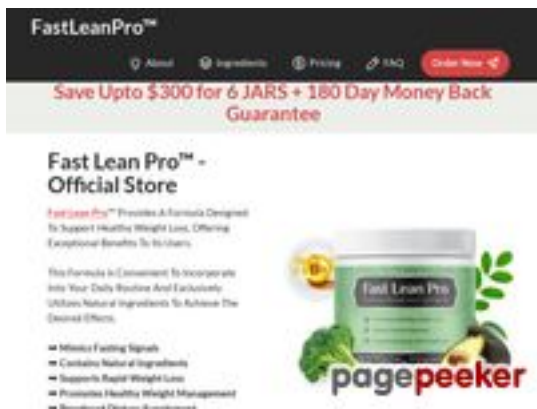 FastLeanPro™
About Ingredients Pricing FAQ Order Now
Save Upto $300 for 6 JARS + 180 Day Money Back
Guarantee
Fast Lean Pro™ -
Official Store
Fast Lean Pro™ Provides A Formula Designed
To Support Healthy Weight Loss, Offering
Exceptional Benefits To Its Users.
This Formula Is Convenient To Incorporate
Into Your Daily Routine And Exclusively
Utilizes Natural Ingredients To Achieve The
Desired Effects.
➡ Mimics Fasting Signals
➡ Contains Natural Ingredients
➡ Supports Rapid Weight Loss
➡ Promotes Healthy Weight Management
Fast Lean Pro
pagepeeker